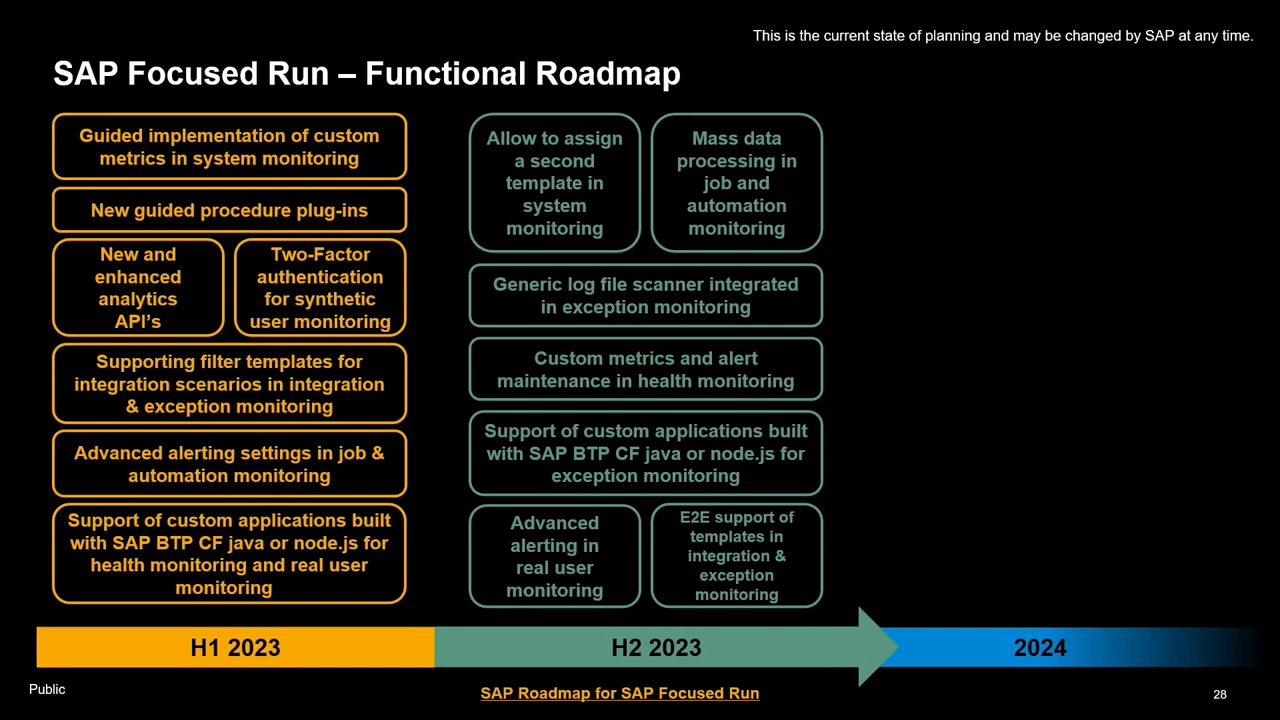 This is the current state of planning and may be changed by SAP at any time.
SAP Focused Run – Functional Roadmap
Guided implementation of custom
metrics in system monitoring
New guided procedure plug-ins
New and
enhanced
analytics
API’s
Two-Factor
authentication
for synthetic
user monitoring
Supporting filter templates for
integration scenarios in integration
& exception monitoring
Advanced alerting settings in job &
automation monitoring
Support of custom applications built
with SAP BTP CF java or node.js for
health monitoring and real user
monitoring
Allow to assign
a second
template in
system
monitoring
Mass data
processing in
job and
automation
monitoring
Generic log file scanner integrated
in exception monitoring
Custom metrics and alert
maintenance in health monitoring
Support of custom applications built
with SAP BTP CF java or node.js for
exception monitoring
Advanced
alerting in
real user
monitoring
E2E support of
templates in
integration &
exception
monitoring
H1 2023
H2 2023
2024
Public
SAP Roadmap for SAP Focused Run
28